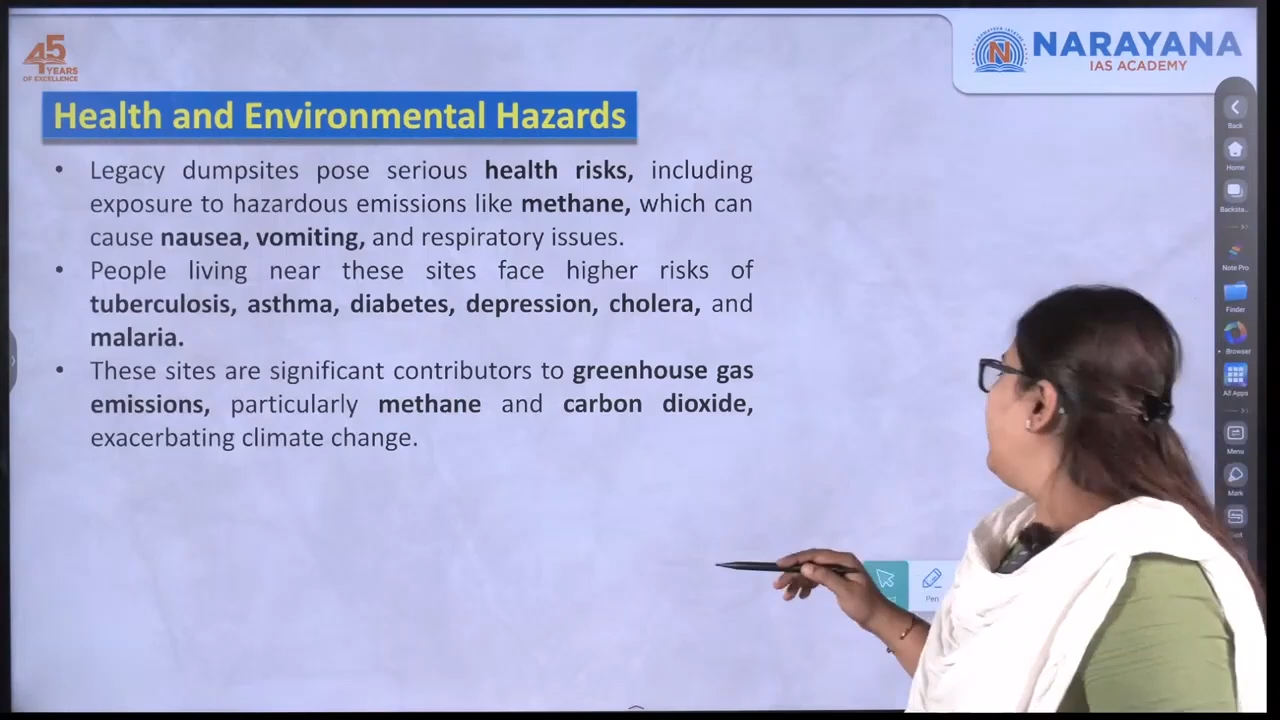 45
YEARS
OF EXCELLENCE
NARAYANA
IAS ACADEMY
Health and Environmental Hazards
• Legacy dumpsites pose serious health risks, including
exposure to hazardous emissions like methane, which can
cause nausea, vomiting, and respiratory issues.
• People living near these sites face higher risks of
tuberculosis, asthma, diabetes, depression, cholera, and
malaria.
• These sites are significant contributors to greenhouse gas
emissions, particularly methane and carbon dioxide,
exacerbating climate change.
Back
Home
Note Pro
Finder
Browser
All Apps
Menu
Mark
Pen